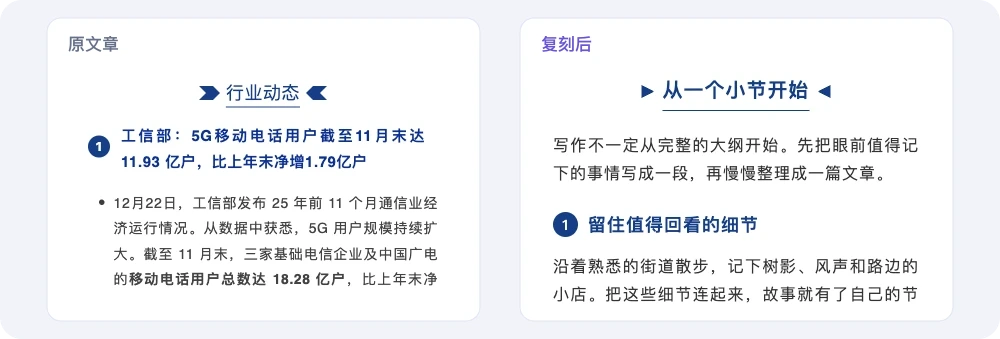 原文章
行业动态
1
工信部：5G移动电话用户截至11月末达
11.93 亿户，比上年末净增1.79亿户
• 12月22日，工信部发布 25 年前 11 个月通信业经
济运行情况。从数据中获悉，5G 用户规模持续扩
大。截至 11 月末，三家基础电信企业及中国广电
的移动电话用户总数达 18.28 亿户，比上年末净
复刻后
从一个小节开始
写作不一定从完整的大纲开始。先把眼前值得记
下的事情写成一段，再慢慢整理成一篇文章。
1 留住值得回看的细节
沿着熟悉的街道散步，记下树影、风声和路边的
小店。把这些细节连起来，故事就有了自己的节